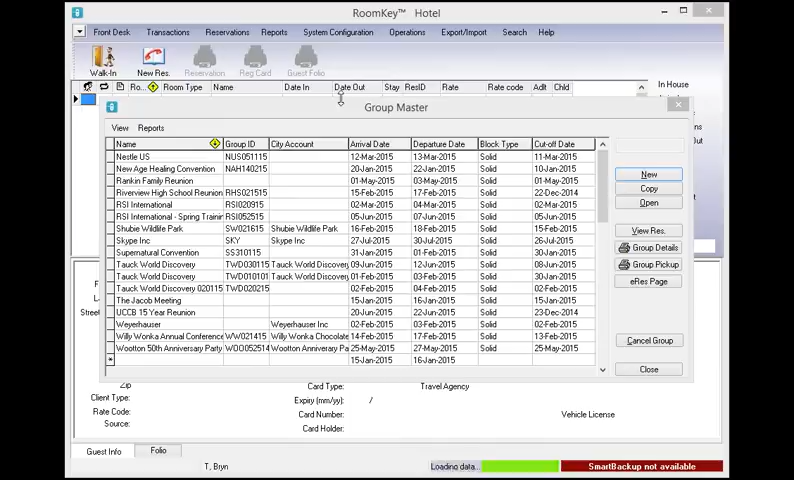 RoomKey™ Hotel
Front Desk Transactions Reservations Reports System Configuration Operations Export/Import Search Help
Walk-In New Res. Reservation Reg Card Guest Folio
Ro... Room Type Name Date In Date Out Stay ResID Rate Rate code Adlt Chld
In House
Group Master
View Reports
Name Group ID City Account Arrival Date Departure Date Block Type Cut-off Date
Nestle US NUS051115 12-Mar-2015 13-Mar-2015 Solid 11-Mar-2015
New Age Healing Convention NAH140215 20-Jan-2015 22-Jan-2015 Solid 10-Jan-2015
Rankin Family Reunion 01-May-2015 03-May-2015 Solid 01-May-2015
Riverview High School Reunion RHS021515 15-Feb-2015 17-Feb-2015 Solid 22-Dec-2014
RSI International RSI020915 02-Mar-2015 04-Mar-2015 Solid 02-Mar-2015
RSI International - Spring Trainin RSI052515 05-Jun-2015 07-Jun-2015 Solid 05-Jun-2015
Shubie Wildlife Park SW021615 Shubie Wildlife Park 16-Feb-2015 18-Feb-2015 Solid 15-Feb-2015
Skype Inc SKY Skype Inc 27-Jul-2015 30-Jul-2015 Solid 26-Jul-2015
Supernatural Convention SS310115 31-Jan-2015 01-Feb-2015 Solid 30-Jan-2015
Tauck World Discovery TWD030115 Tauck World Discovery, 09-Jun-2015 12-Jun-2015 Solid 08-Jun-2015
Tauck World Discovery TWD010101 Tauck World Discovery, 01-Feb-2015 03-Feb-2015 Solid 30-Jan-2015
Tauck World Discovery 020115 TWD020215 02-Feb-2015 04-Feb-2015 Solid 02-Feb-2015
The Jacob Meeting 15-Jan-2015 16-Jan-2015 Solid 15-Jan-2015
UCCB 15 Year Reunion 20-Jun-2015 22-Jun-2015 Solid 23-Dec-2014
Weyerhauser Weyerhauser Inc 02-Feb-2015 03-Feb-2015 Solid 02-Feb-2015
Willy Wonka Annual Conference WW021415 Willy Wonka Chocolate 14-Feb-2015 17-Feb-2015 Solid 13-Feb-2015
Wootton 50th Anniversary Party WOO052514 Wootton Anniverary Pa 25-May-2015 27-May-2015 Solid 25-May-2015
* 15-Jan-2015 16-Jan-2015
New
Copy
Open
View Res.
Group Details
Group Pickup
eRes Page
Cancel Group
Close
Street
Zip
Client Type:
Rate Code:
Source:
Card Type:
Expiry (mm/yy): /
Card Number:
Card Holder:
Travel Agency
Vehicle License
Guest Info Folio
T, Bryn Loading data... SmartBackup not available